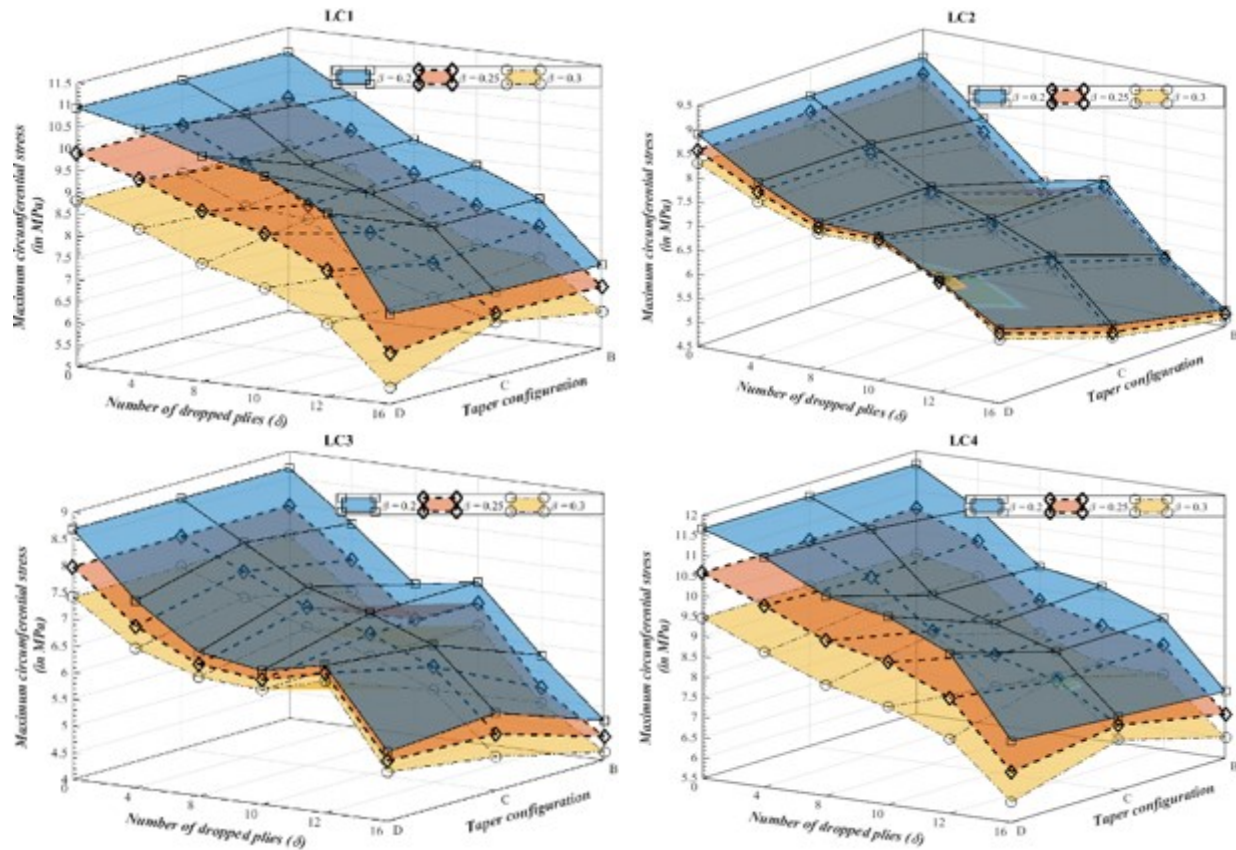 LC1
β = 0.2 β = 0.25 β = 0.3
Maximum circumferential stress
(in MPa)
11.5
11
10.5
10
9.5
9
8.5
8
7.5
7
6.5
6
5.5
5
0
4
8
10
12
16
D
C
B
Number of dropped plies (δ)
Taper configuration
LC2
β = 0.2 β = 0.25 β = 0.3
Maximum circumferential stress
(in MPa)
9.5
9
8.5
8
7.5
7
6.5
6
5.5
5
4.5
0
4
8
10
12
16
D
C
B
Number of dropped plies (δ)
Taper configuration
LC3
β = 0.2 β = 0.25 β = 0.3
Maximum circumferential stress
(in MPa)
9
8.5
8
7.5
7
6.5
6
5.5
5
4.5
4
0
4
8
10
12
16
D
C
B
Number of dropped plies (δ)
Taper configuration
LC4
β = 0.2 β = 0.25 β = 0.3
Maximum circumferential stress
(in MPa)
12
11.5
11
10.5
10
9.5
9
8.5
8
7.5
7
6.5
6
5.5
0
4
8
10
12
16
D
C
B
Number of dropped plies (δ)
Taper configuration